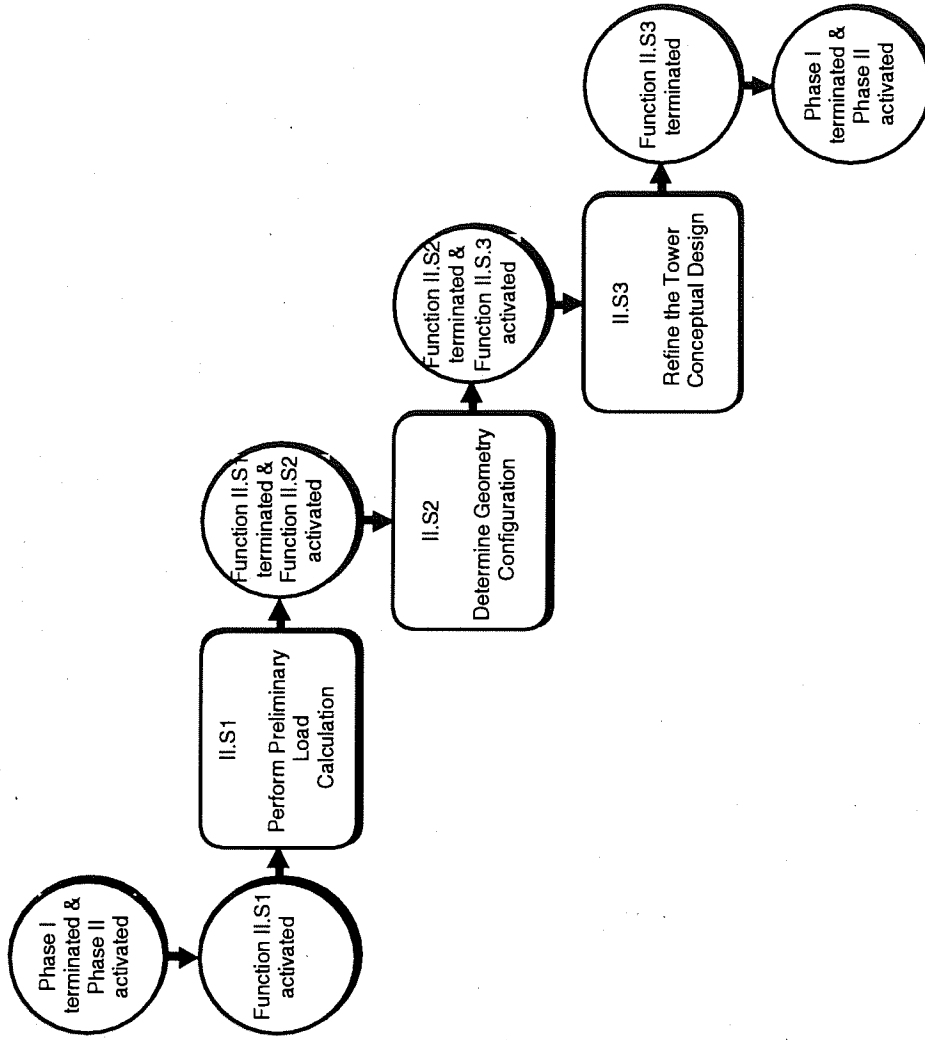 Phase I
terminated &
Phase II
activated
Function II.S1
activated
II.S1
Perform Preliminary
Load
Calculation
Function II.S1
terminated &
Function II.S2
activated
II.S2
Determine Geometry
Configuration
Function II.S2
terminated &
Function II.S.3
activated
II.S3
Refine the Tower
Conceptual Design
Function II.S3
terminated
Phase I
terminated &
Phase II
activated